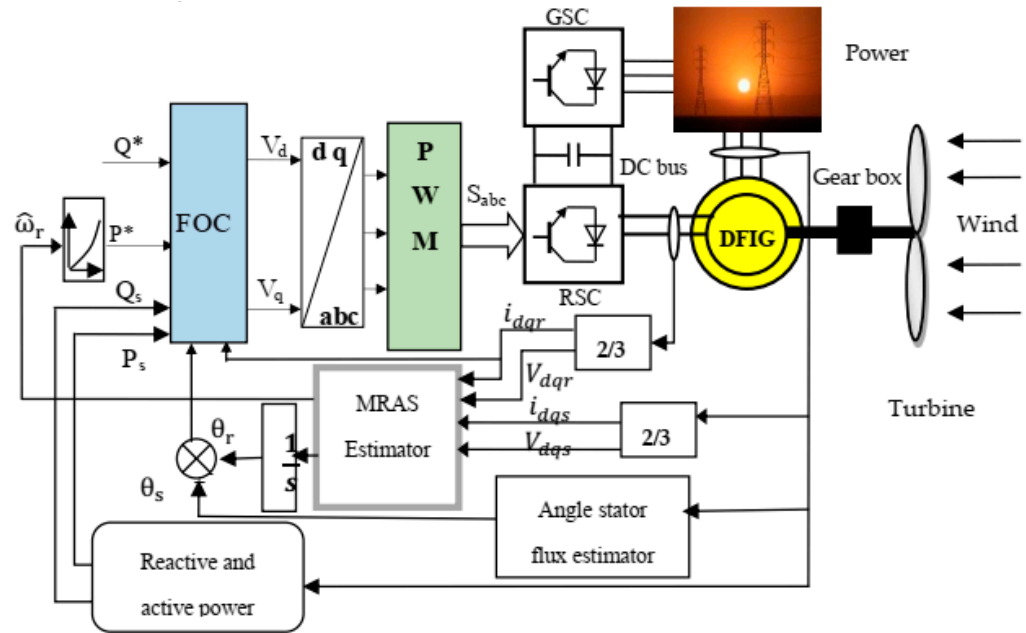 GSC
Power
Q*
V_d
d q
P
W
M
S_abc
DC bus
Gear box
Wind
ω̂_r
P*
FOC
DFIG
Q_s
V_q
abc
RSC
P_s
i_dqr
2/3
V_dqr
MRAS
Estimator
i_dqs
V_dqs
2/3
Turbine
θ_r
1
s
θ_s
Angle stator
flux estimator
Reactive and
active power